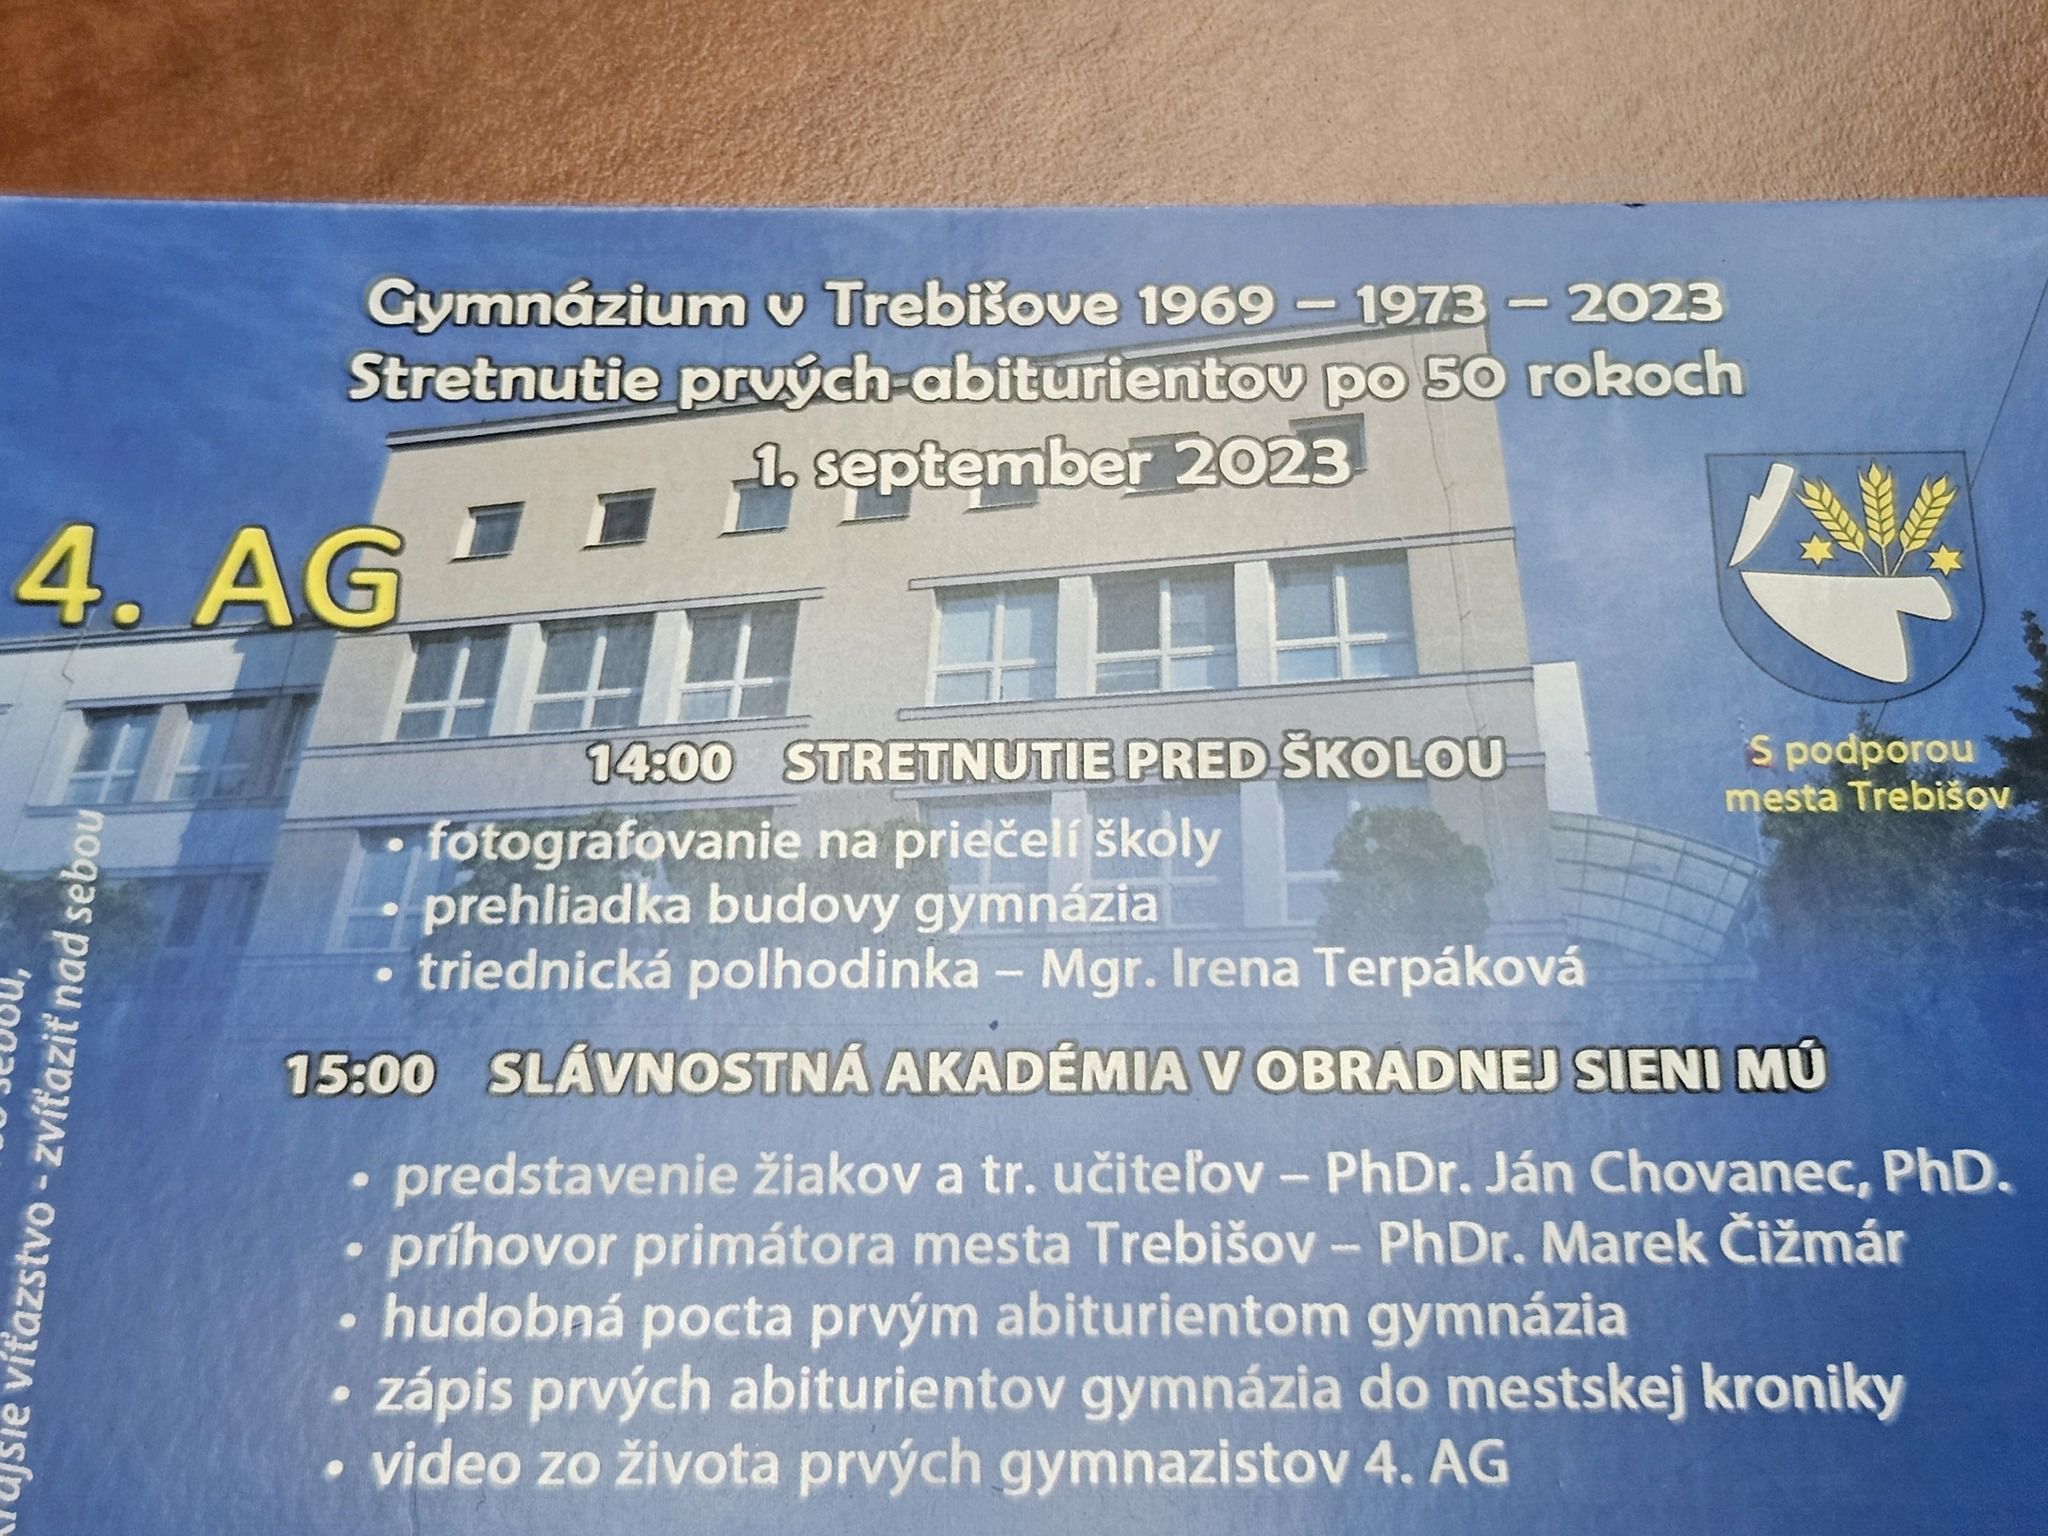 Gymnázium v Trebišove 1969 – 1973 – 2023
Stretnutie prvých abiturientov po 50 rokoch
1. september 2023
4. AG
S podporou
mesta Trebišov
14:00 STRETNUTIE PRED ŠKOLOU
• fotografovanie na priečelí školy
• prehliadka budovy gymnázia
• triednická polhodinka – Mgr. Irena Terpáková
15:00 SLÁVNOSTNÁ AKADÉMIA V OBRADNEJ SIENI MÚ
• predstavenie žiakov a tr. učiteľov – PhDr. Ján Chovanec, PhD.
• príhovor primátora mesta Trebišov – PhDr. Marek Čižmár
• hudobná pocta prvým abiturientom gymnázia
• zápis prvých abiturientov gymnázia do mestskej kroniky
• video zo života prvých gymnazistov 4. AG
sebou,
víťazstvo - zvíťaziť nad sebou